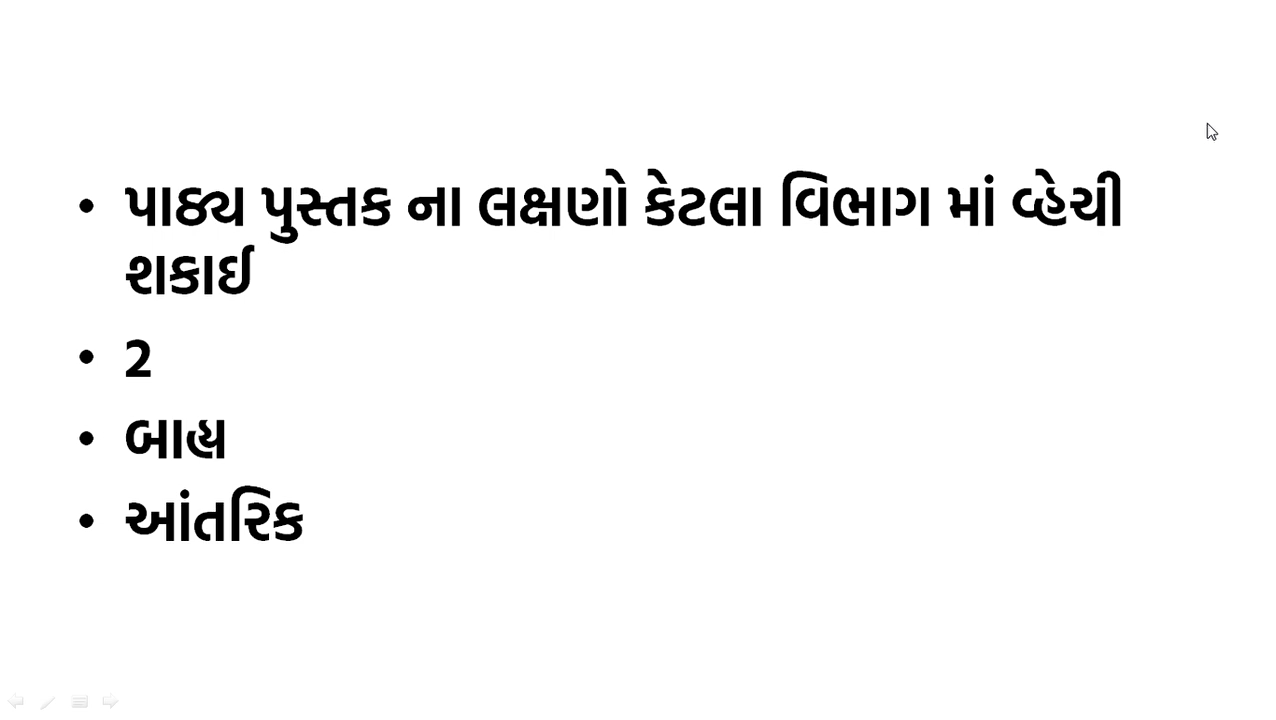 • પાઠ્ય પુસ્તક ના લક્ષણો કેટલા વિભાગ માં વ્હેચી
શકાઈ
• 2
• બાહ્ય
• આંતરિક